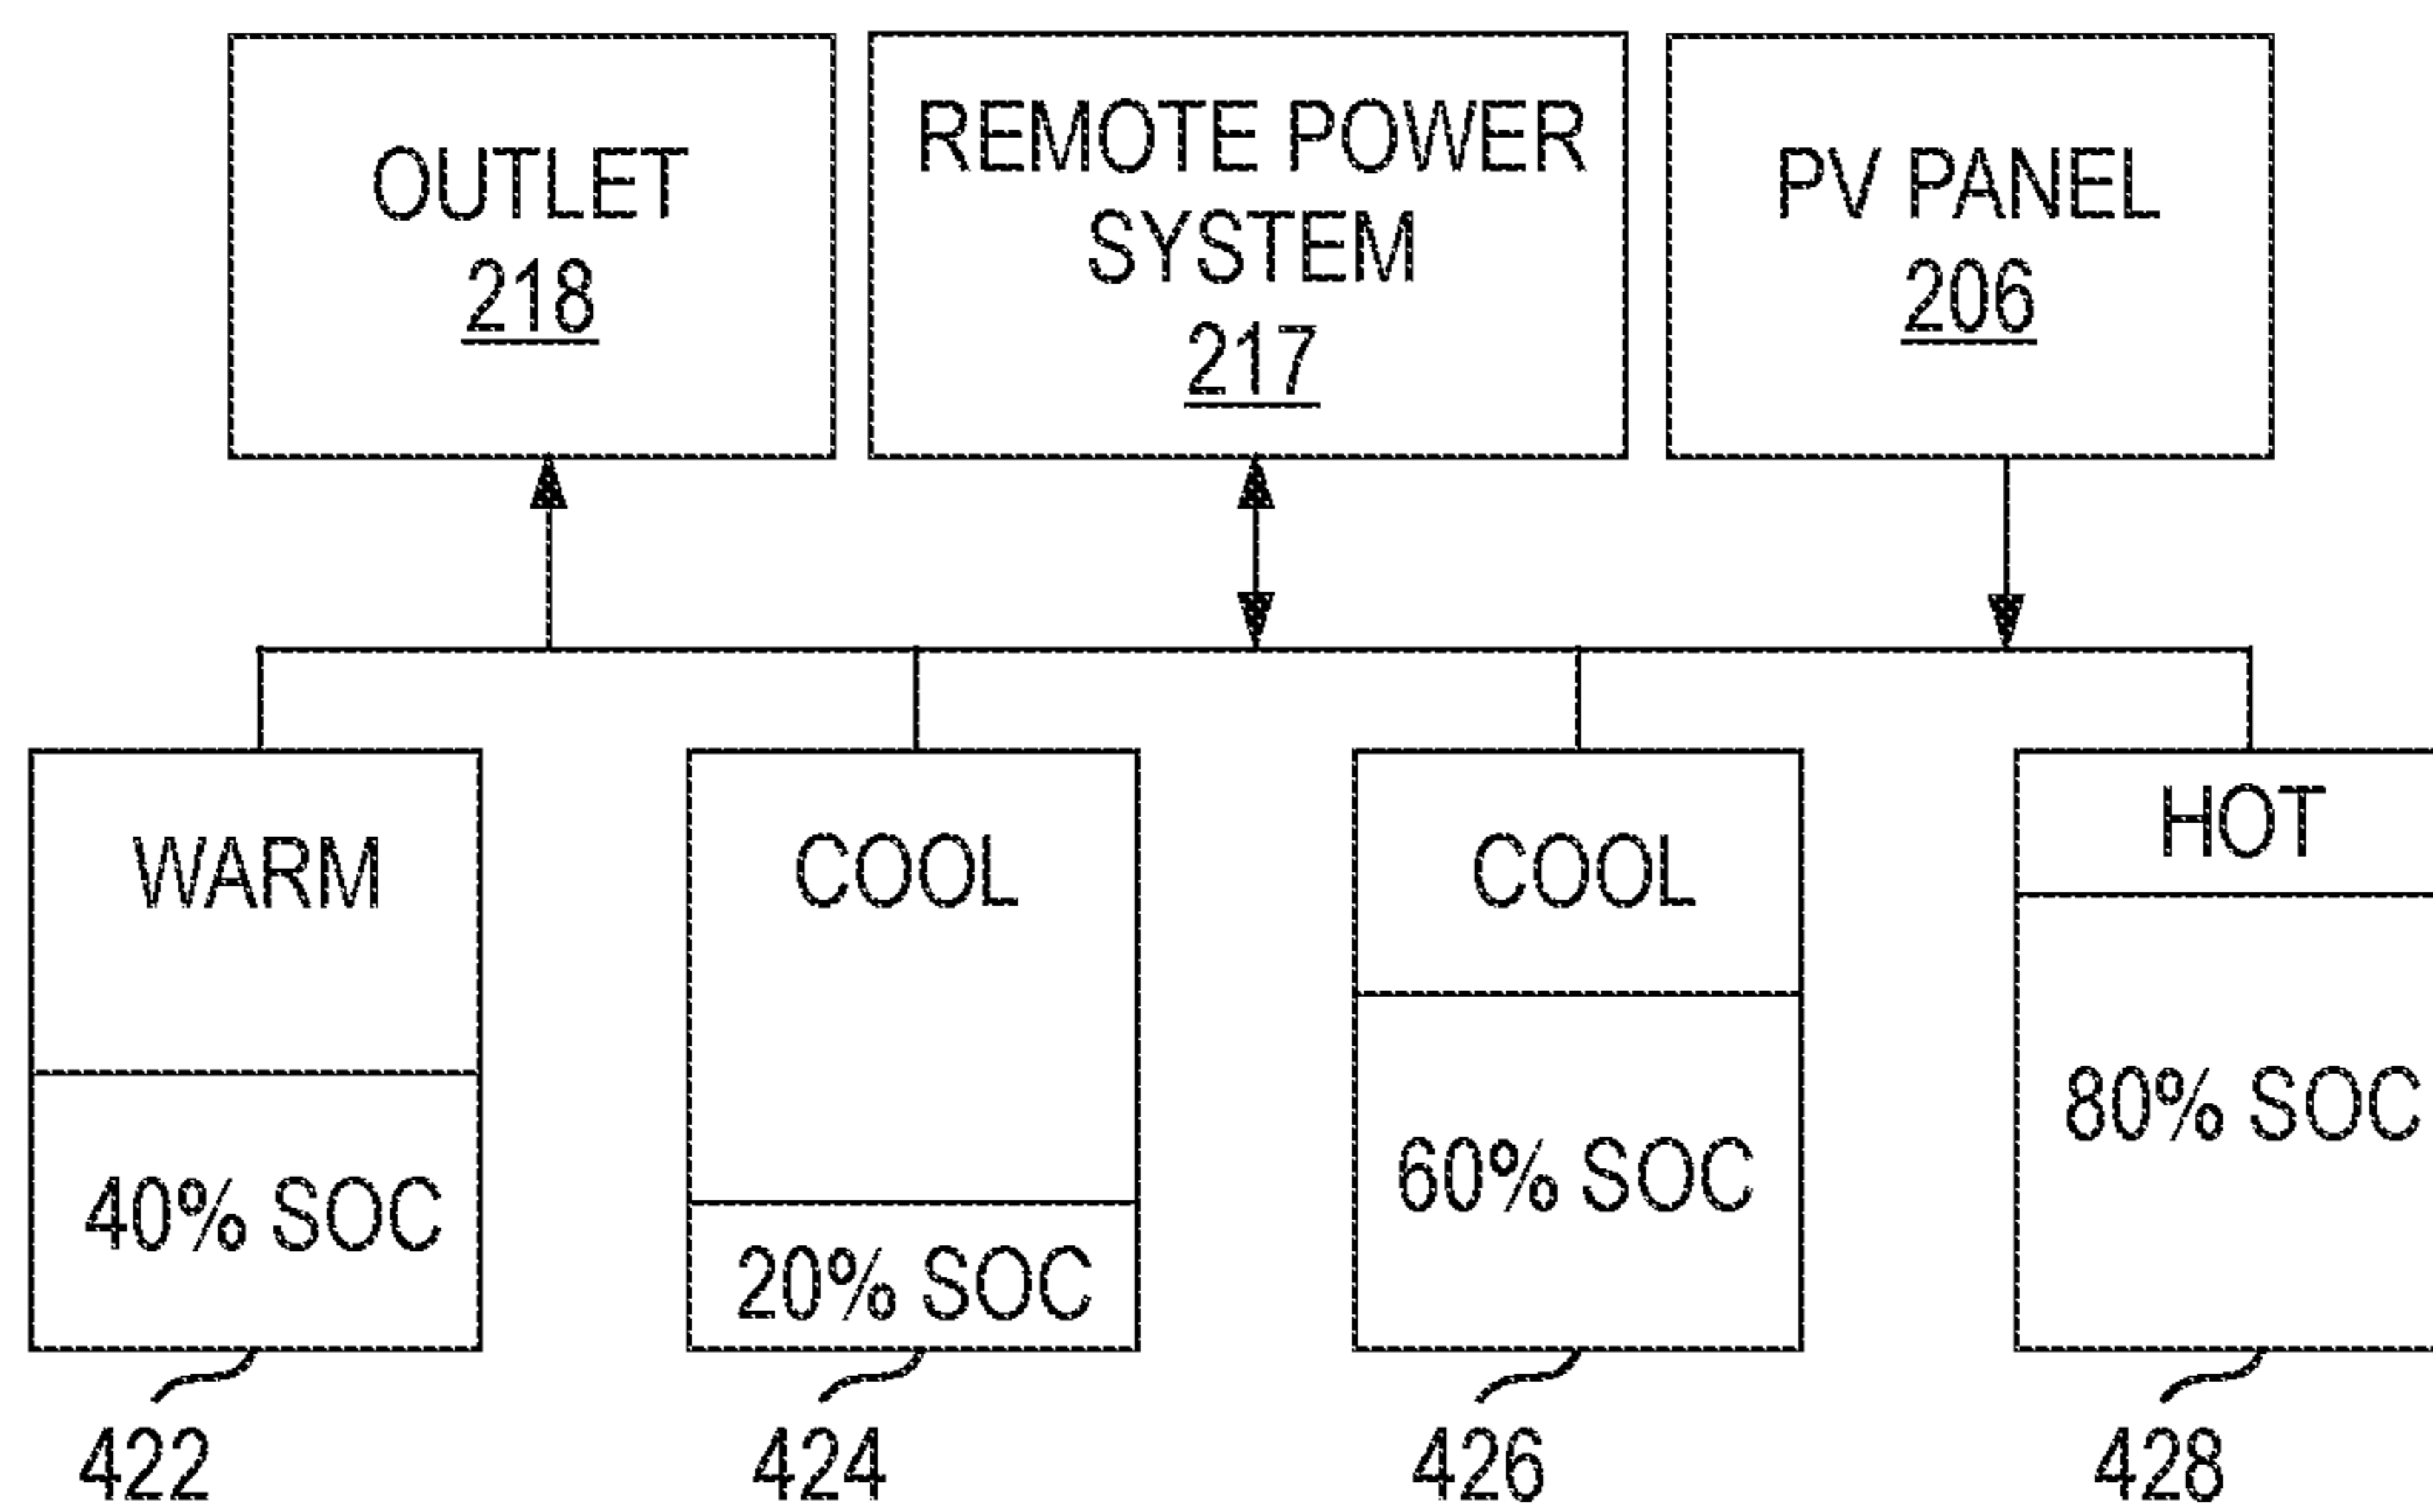 OUTLET
218
REMOTE POWER
SYSTEM
217
PV PANEL
206
WARM
40% SOC
422
COOL
20% SOC
424
COOL
60% SOC
426
HOT
80% SOC
428